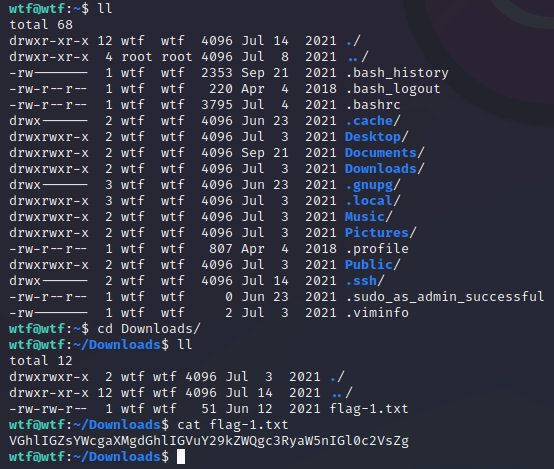 wtf@wtf:~$ ll
total 68
drwxr-xr-x 12 wtf  wtf  4096 Jul 14  2021 ./
drwxr-xr-x  4 root root 4096 Jul  8  2021 ../
-rw-------  1 wtf  wtf  2353 Sep 21  2021 .bash_history
-rw-r--r--  1 wtf  wtf   220 Apr  4  2018 .bash_logout
-rw-r--r--  1 wtf  wtf  3795 Jul  4  2021 .bashrc
drwx------  2 wtf  wtf  4096 Jun 23  2021 .cache/
drwxrwxr-x  2 wtf  wtf  4096 Jul  3  2021 Desktop/
drwxrwxr-x  2 wtf  wtf  4096 Sep 21  2021 Documents/
drwxrwxr-x  2 wtf  wtf  4096 Jul  3  2021 Downloads/
drwx------  3 wtf  wtf  4096 Jun 23  2021 .gnupg/
drwxrwxr-x  3 wtf  wtf  4096 Jul  3  2021 .local/
drwxrwxr-x  2 wtf  wtf  4096 Jul  3  2021 Music/
drwxrwxr-x  2 wtf  wtf  4096 Jul  3  2021 Pictures/
-rw-r--r--  1 wtf  wtf   807 Apr  4  2018 .profile
drwxrwxr-x  2 wtf  wtf  4096 Jul  3  2021 Public/
drwx------  2 wtf  wtf  4096 Jul 14  2021 .ssh/
-rw-r--r--  1 wtf  wtf     0 Jun 23  2021 .sudo_as_admin_successful
-rw-------  1 wtf  wtf     2 Jul  3  2021 .viminfo
wtf@wtf:~$ cd Downloads/
wtf@wtf:~/Downloads$ ll
total 12
drwxrwxr-x  2 wtf wtf 4096 Jul  3  2021 ./
drwxr-xr-x 12 wtf wtf 4096 Jul 14  2021 ../
-rw-rw-r--  1 wtf wtf   51 Jun 12  2021 flag-1.txt
wtf@wtf:~/Downloads$ cat flag-1.txt
VGhlIGZsYWcgaXMgdGhlIGVuY29kZWQgc3RyaW5nIGl0c2VsZg
wtf@wtf:~/Downloads$